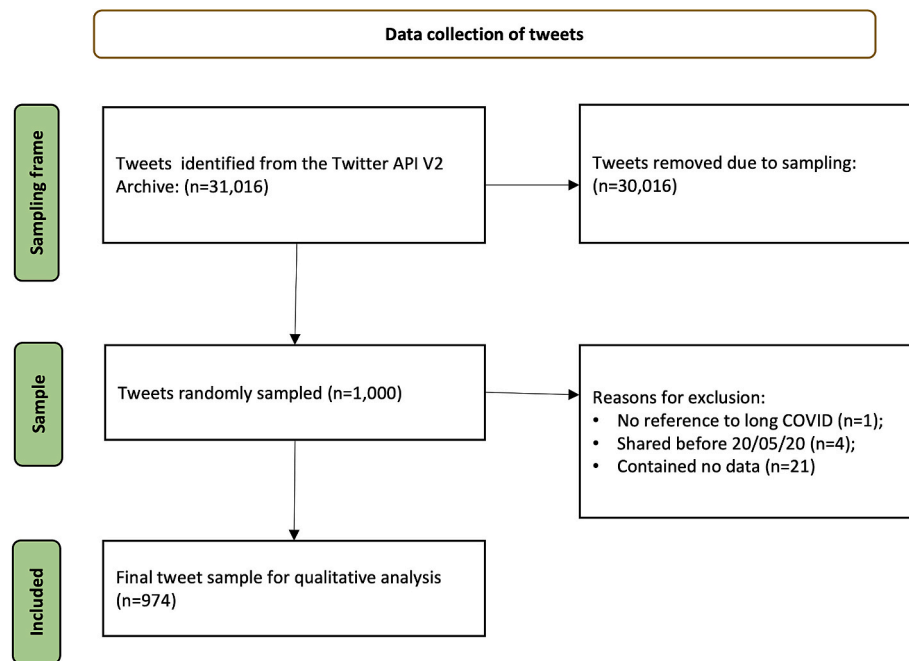 Data collection of tweets
Sampling frame
Tweets identified from the Twitter API V2
Archive: (n=31,016)
Tweets removed due to sampling:
(n=30,016)
Sample
Tweets randomly sampled (n=1,000)
Reasons for exclusion:
• No reference to long COVID (n=1);
• Shared before 20/05/20 (n=4);
• Contained no data (n=21)
Included
Final tweet sample for qualitative analysis
(n=974)